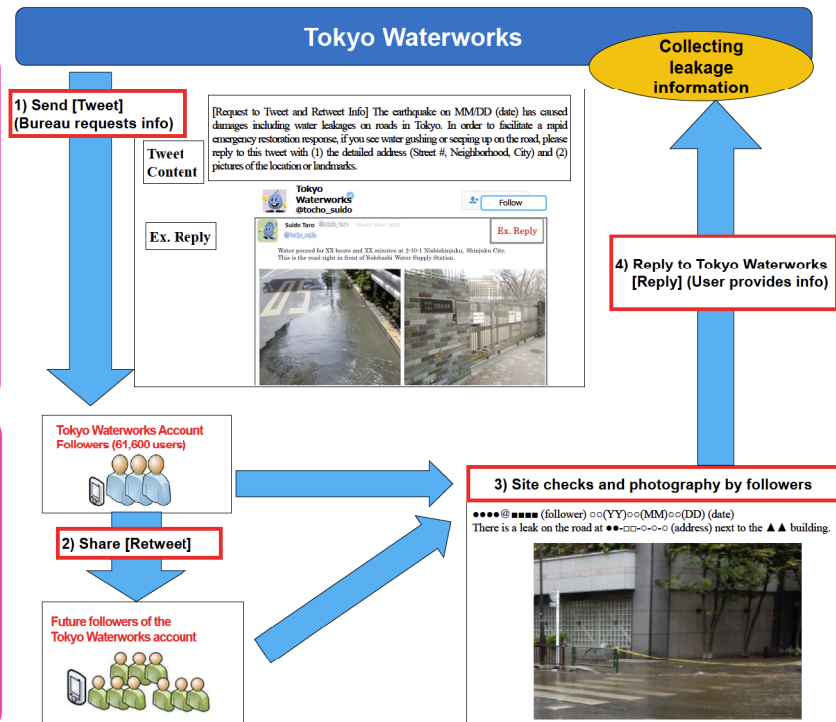 Tokyo Waterworks
Collecting
leakage
information
1) Send [Tweet]
(Bureau requests info)
Tweet
Content
[Request to Tweet and Retweet Info] The earthquake on MM/DD (date) has caused
damages including water leakages on roads in Tokyo. In order to facilitate a rapid
emergency restoration response, if you see water gushing or seeping up on the road, please
reply to this tweet with (1) the detailed address (Street #, Neighborhood, City) and (2)
pictures of the location or landmarks.
Tokyo
Waterworks
@tocho_suido
Follow
Ex. Reply
Suido Taro
Ex. Reply
Water poured for XX hours and XX minutes at 2-10-1 Nishishinjuku, Shinjuku City.
This is the road right in front of Yodobashi Water Supply Station.
4) Reply to Tokyo Waterworks
[Reply] (User provides info)
Tokyo Waterworks Account
Followers (61,600 users)
2) Share [Retweet]
Future followers of the
Tokyo Waterworks account
3) Site checks and photography by followers
●●●●@■■■■ (follower) ○○(YY)○○(MM)○○(DD) (date)
There is a leak on the road at ●●-□□-○-○-○ (address) next to the ▲▲ building.